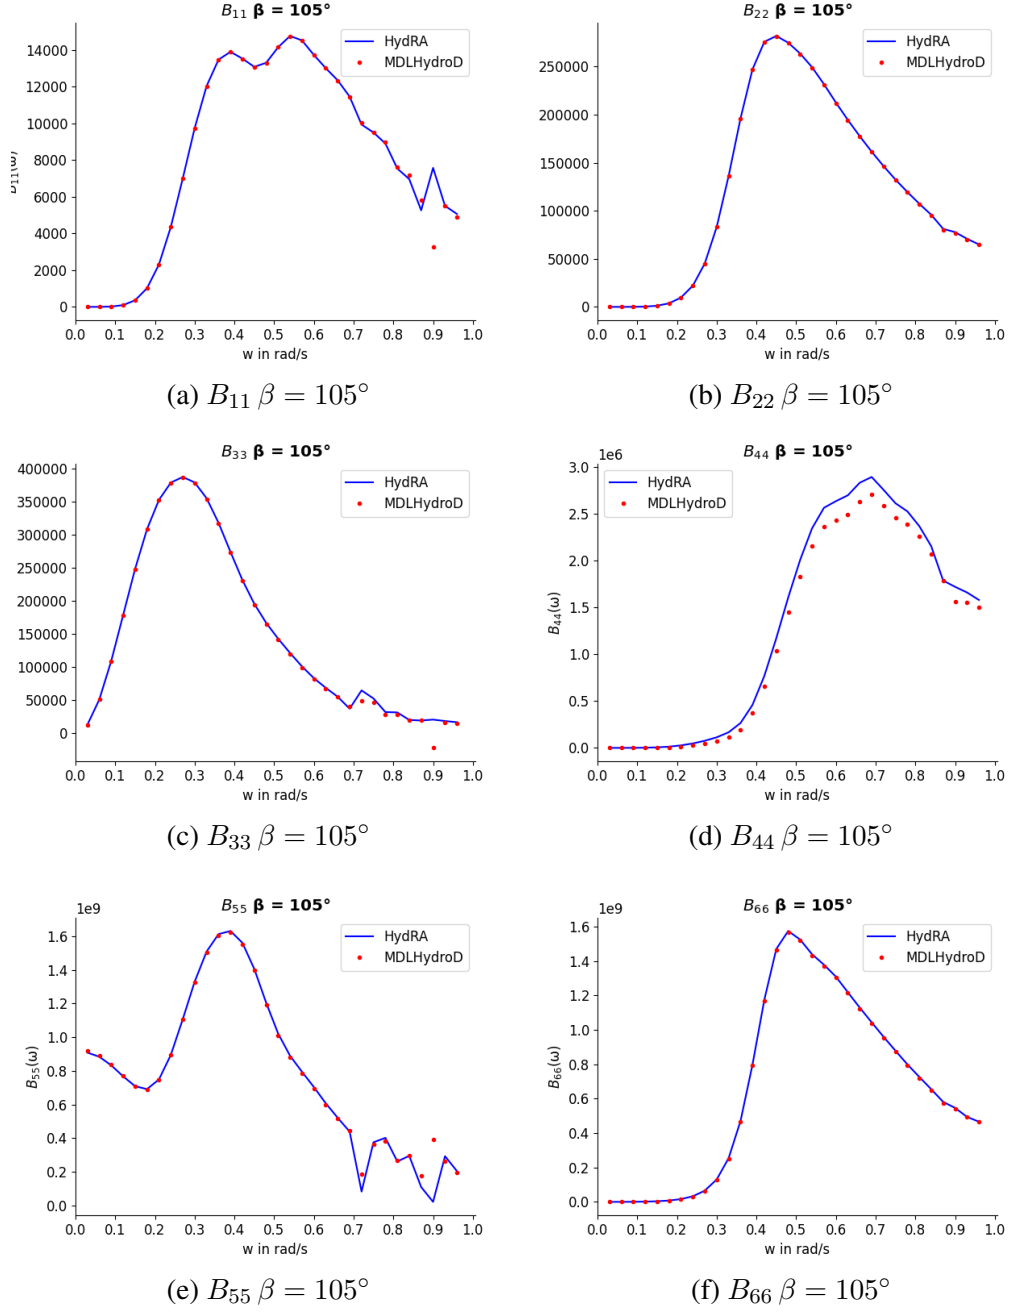 B₁₁ β = 105°
14000
12000
10000
8000
6000
4000
2000
0
B₁₁(ω)
HydRA
MDLHydroD
0.0 0.1 0.2 0.3 0.4 0.5 0.6 0.7 0.8 0.9 1.0
w in rad/s
(a) B₁₁ β = 105°
B₂₂ β = 105°
250000
200000
150000
100000
50000
0
HydRA
MDLHydroD
0.0 0.1 0.2 0.3 0.4 0.5 0.6 0.7 0.8 0.9 1.0
w in rad/s
(b) B₂₂ β = 105°
B₃₃ β = 105°
400000
350000
300000
250000
200000
150000
100000
50000
0
HydRA
MDLHydroD
0.0 0.1 0.2 0.3 0.4 0.5 0.6 0.7 0.8 0.9 1.0
w in rad/s
(c) B₃₃ β = 105°
B₄₄ β = 105°
1e6
3.0
2.5
2.0
1.5
1.0
0.5
0.0
B₄₄(ω)
HydRA
MDLHydroD
0.0 0.1 0.2 0.3 0.4 0.5 0.6 0.7 0.8 0.9 1.0
w in rad/s
(d) B₄₄ β = 105°
B₅₅ β = 105°
1e9
1.6
1.4
1.2
1.0
0.8
0.6
0.4
0.2
0.0
B₅₅(ω)
HydRA
MDLHydroD
0.0 0.1 0.2 0.3 0.4 0.5 0.6 0.7 0.8 0.9 1.0
w in rad/s
(e) B₅₅ β = 105°
B₆₆ β = 105°
1e9
1.6
1.4
1.2
1.0
0.8
0.6
0.4
0.2
0.0
B₆₆(ω)
HydRA
MDLHydroD
0.0 0.1 0.2 0.3 0.4 0.5 0.6 0.7 0.8 0.9 1.0
w in rad/s
(f) B₆₆ β = 105°